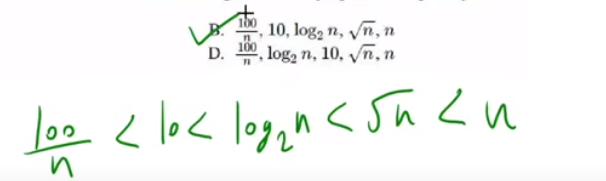 B. 100/n, 10, log₂ n, √n, n
D. 100/n, log₂ n, 10, √n, n
100/n < 10 < log₂n < √n < n